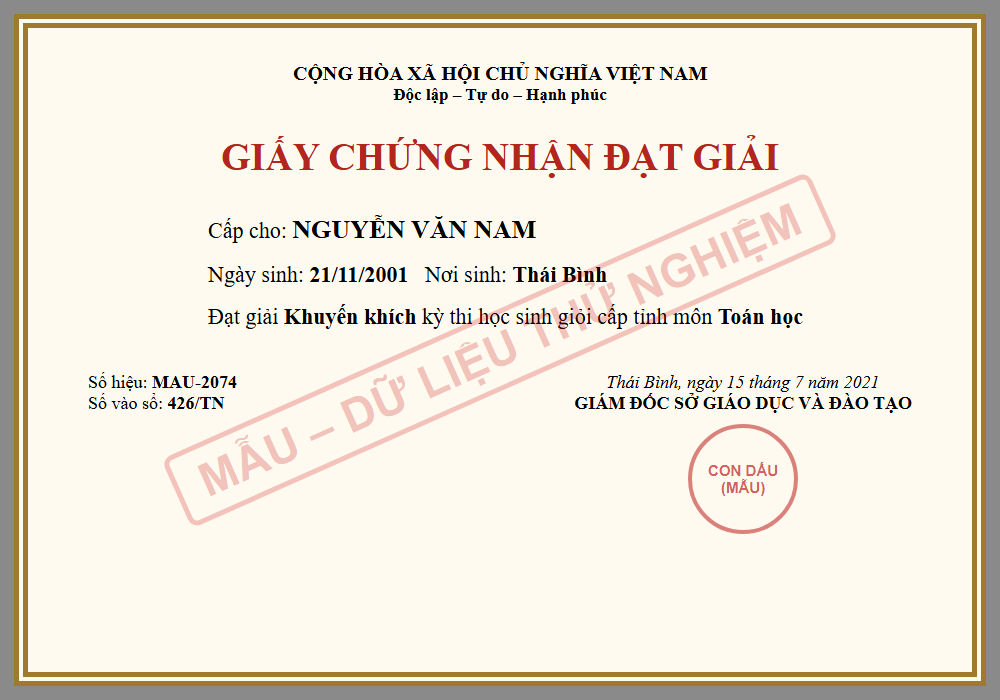 CỘNG HÒA XÃ HỘI CHỦ NGHĨA VIỆT NAM
Độc lập – Tự do – Hạnh phúc
GIẤY CHỨNG NHẬN ĐẠT GIẢI
Cấp cho: NGUYỄN VĂN NAM
Ngày sinh: 21/11/2001 Nơi sinh: Thái Bình
Đạt giải Khuyến khích kỳ thi học sinh giỏi cấp tỉnh môn Toán học
MẪU – DỮ LIỆU THỬ NGHIỆM
Số hiệu: MAU-2074
Số vào sổ: 426/TN
Thái Bình, ngày 15 tháng 7 năm 2021
GIÁM ĐỐC SỞ GIÁO DỤC VÀ ĐÀO TẠO
CON DẤU
(MẪU)